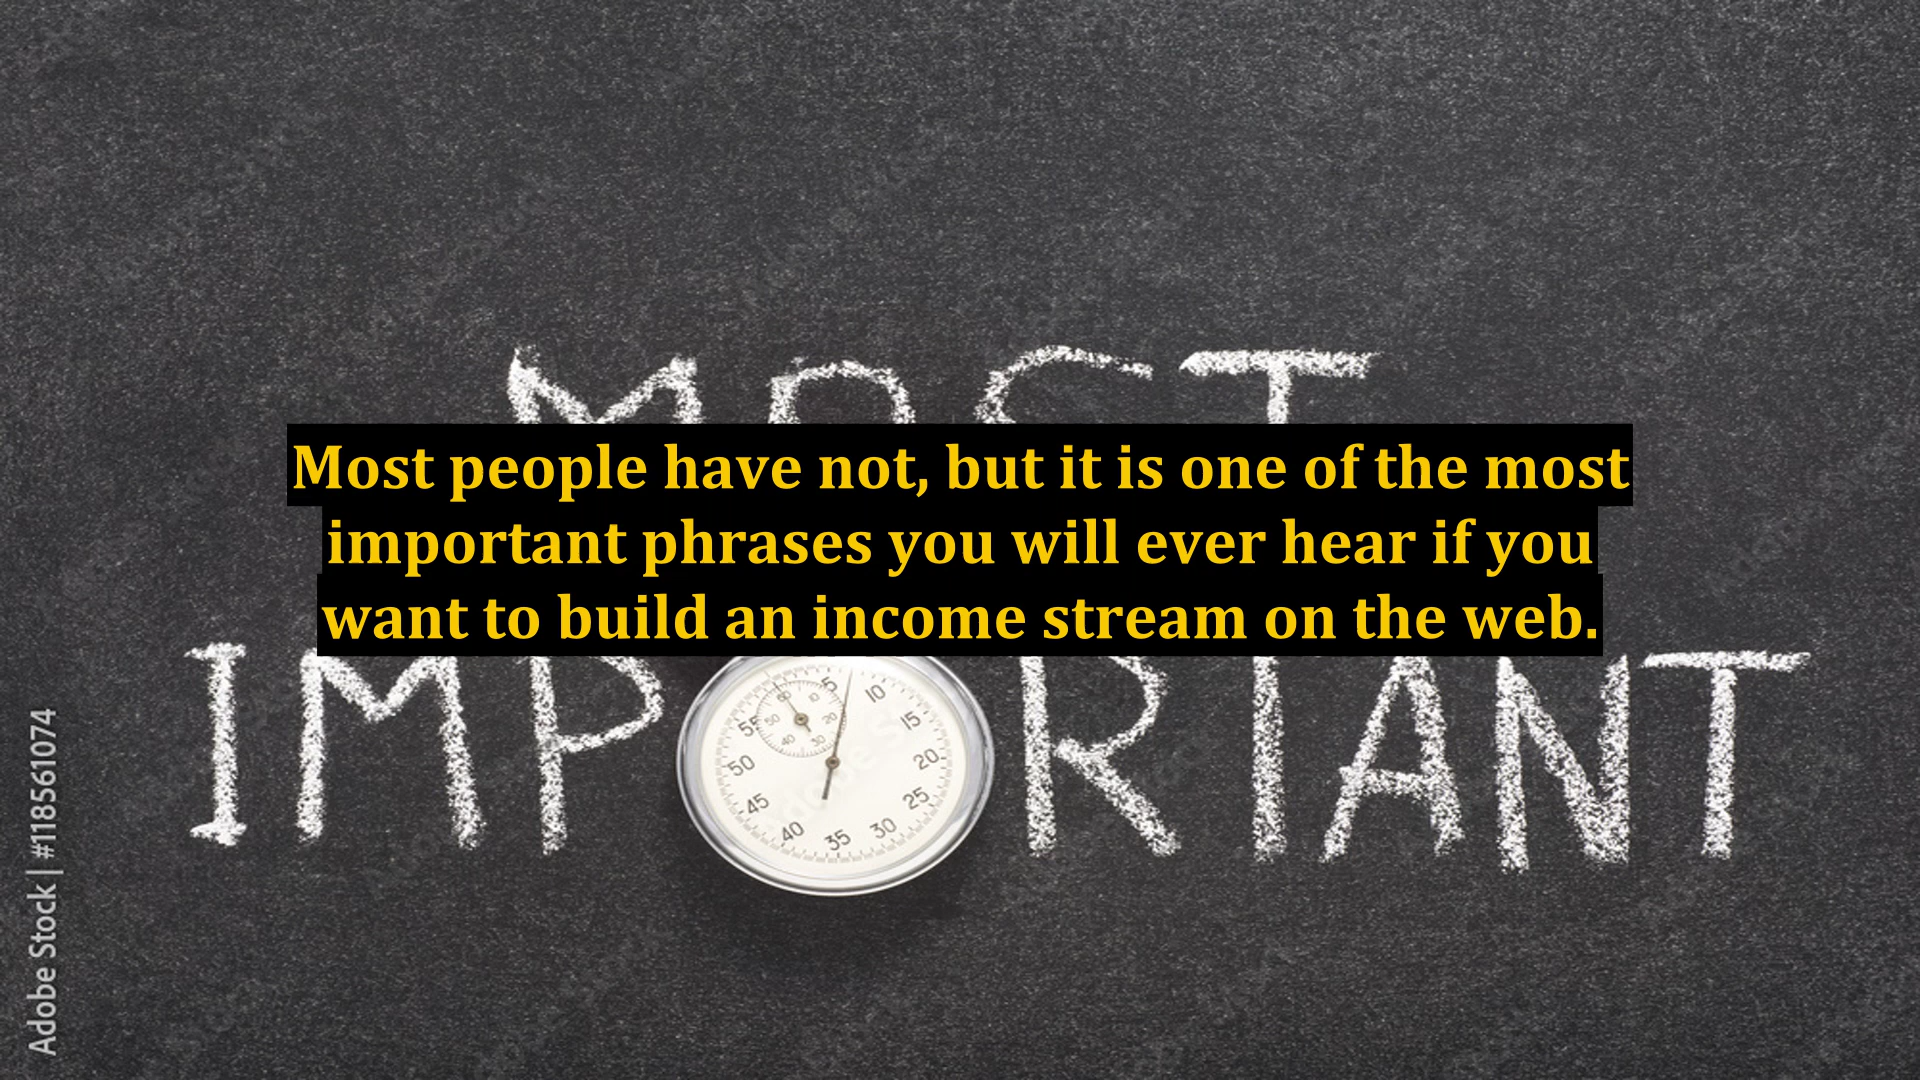 MOST
Most people have not, but it is one of the most
important phrases you will ever hear if you
want to build an income stream on the web.
IMPORTANT
5 10 15 20 25 30 35 40 45 50 55
Adobe Stock | #118561074